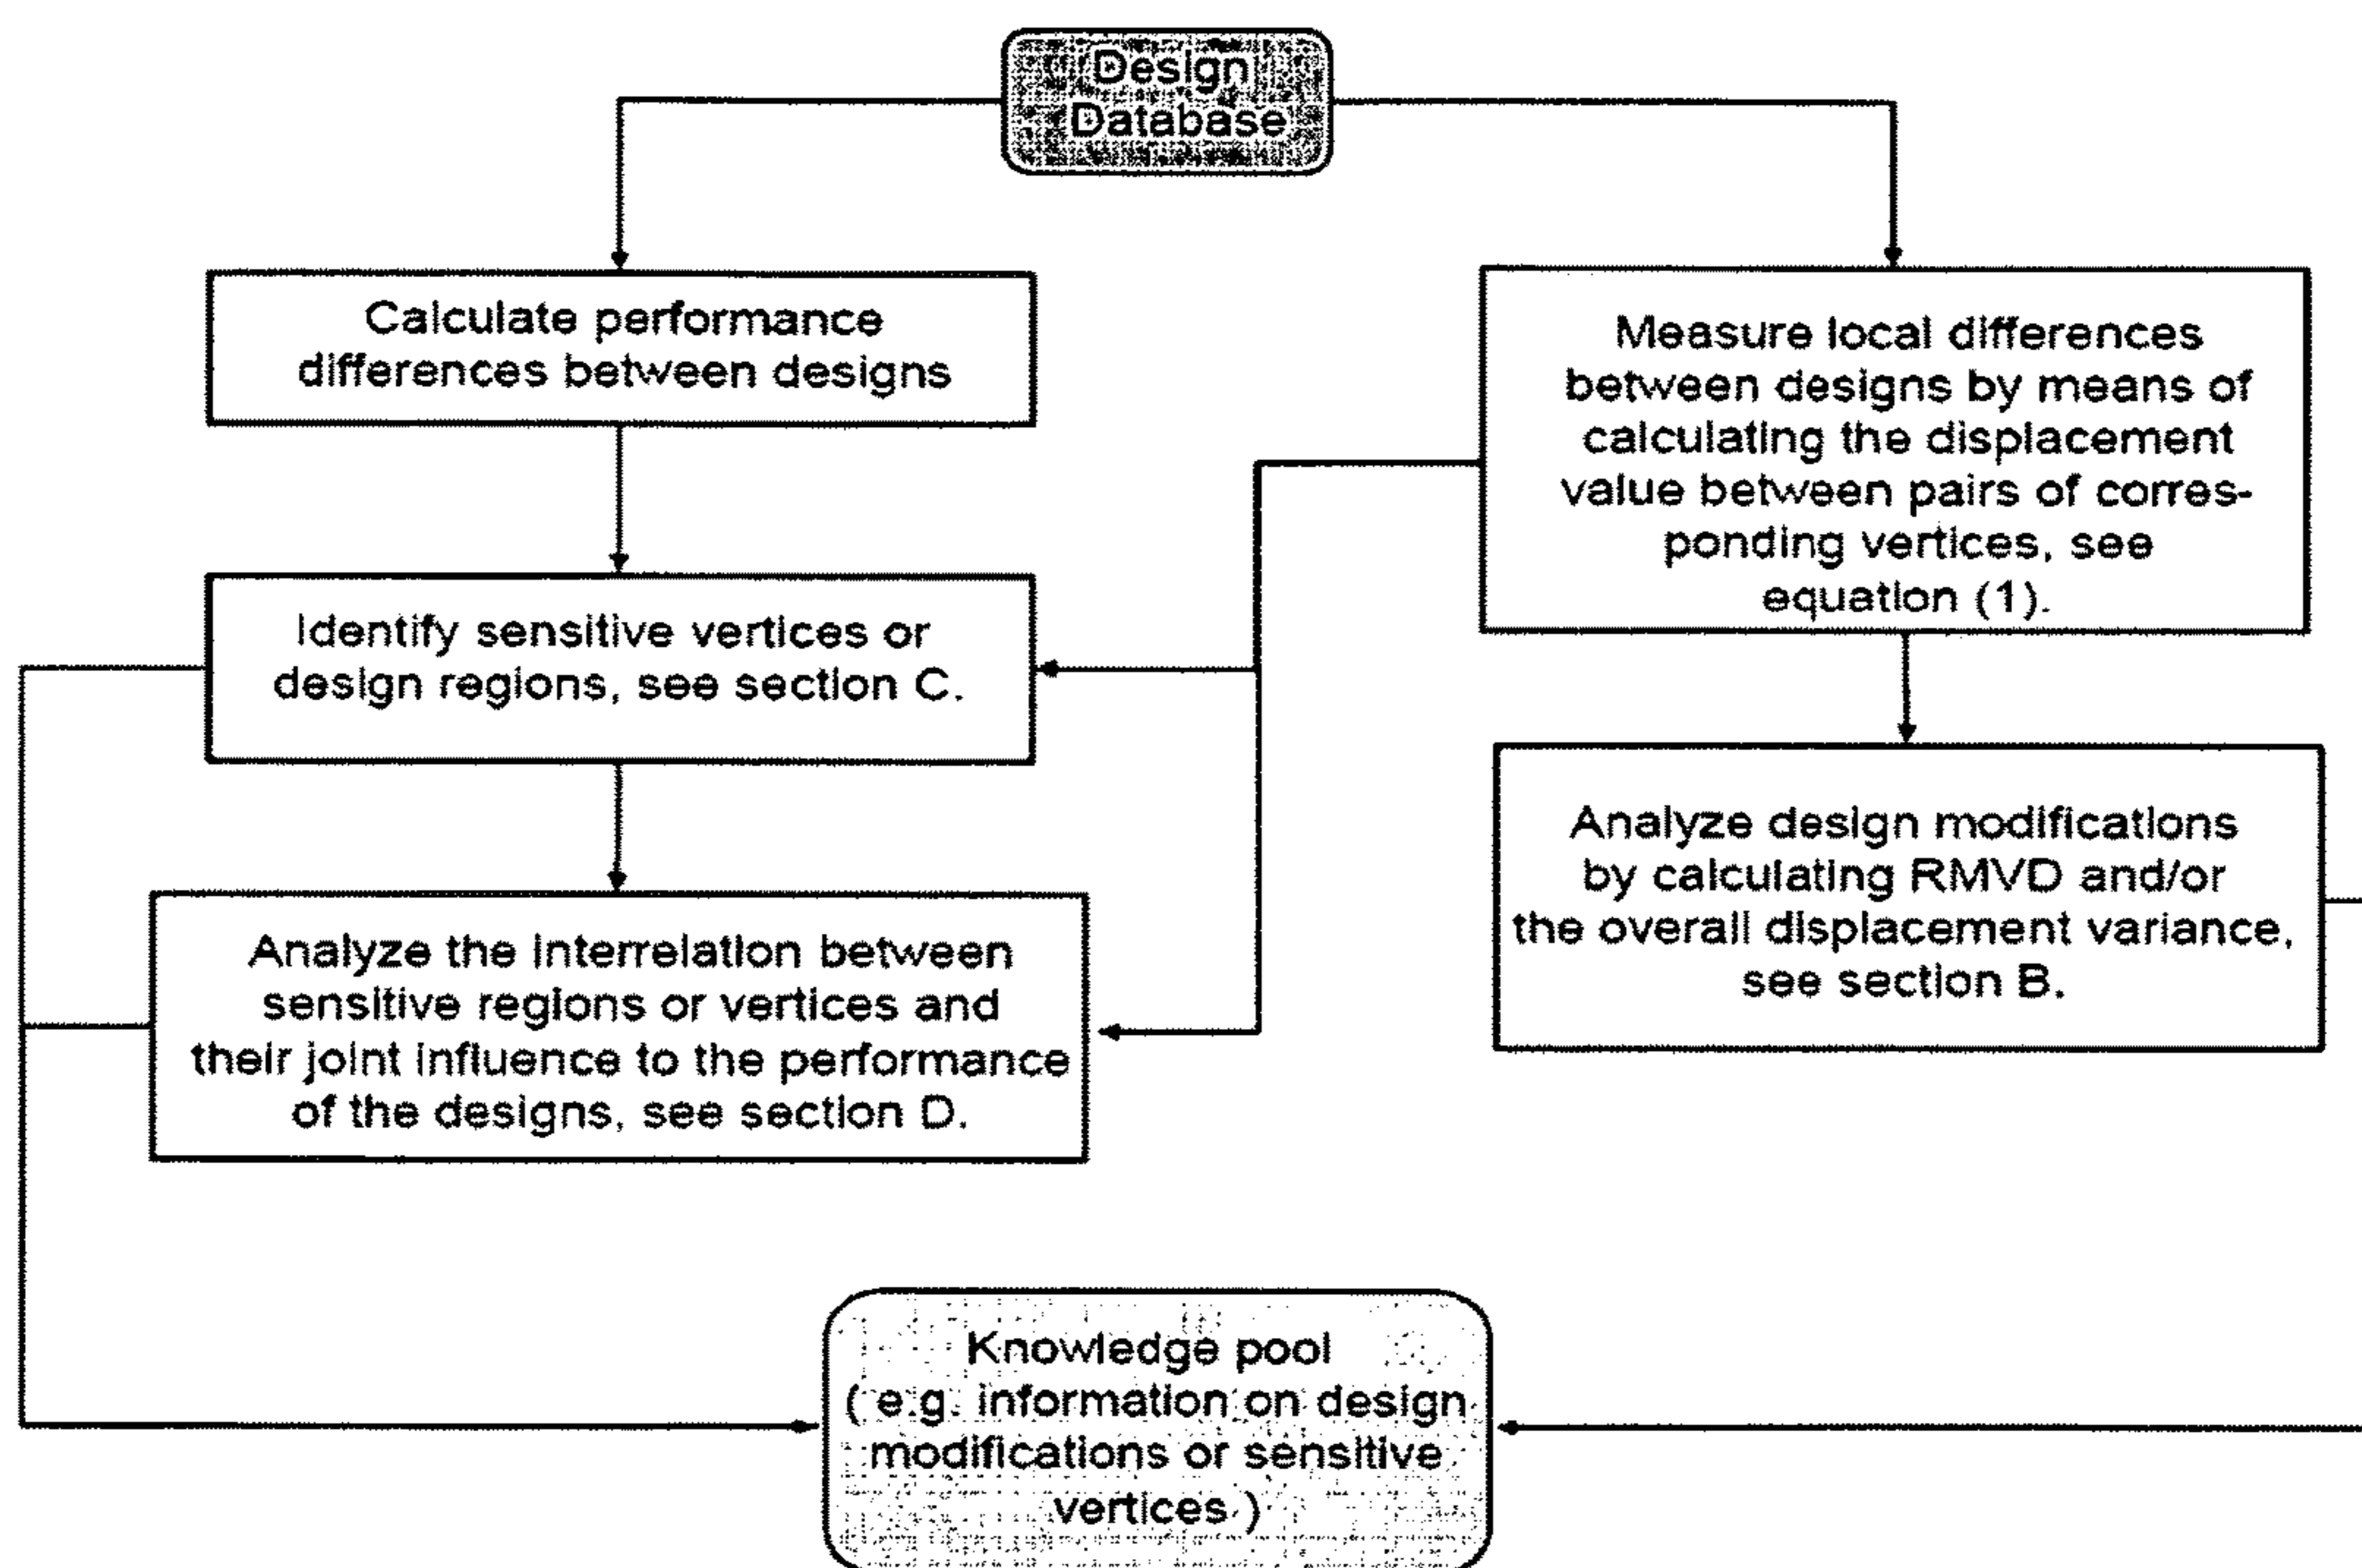 Design
Database
Calculate performance
differences between designs
Measure local differences
between designs by means of
calculating the displacement
value between pairs of corres-
ponding vertices, see
equation (1).
Identify sensitive vertices or
design regions, see section C.
Analyze design modifications
by calculating RMVD and/or
the overall displacement variance,
see section B.
Analyze the interrelation between
sensitive regions or vertices and
their joint influence to the performance
of the designs, see section D.
Knowledge pool
( e.g. information on design
modifications or sensitive
vertices )